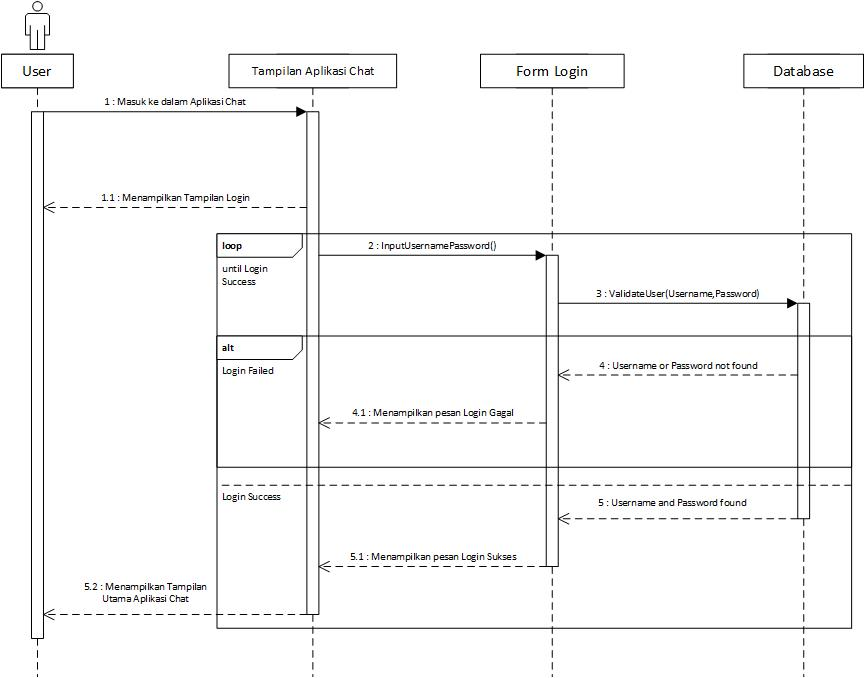 User
Tampilan Aplikasi Chat
Form Login
Database
1 : Masuk ke dalam Aplikasi Chat
1.1 : Menampilkan Tampilan Login
loop
until Login
Success
2 : InputUsernamePassword()
3 : ValidateUser(Username,Password)
alt
Login Failed
4 : Username or Password not found
4.1 : Menampilkan pesan Login Gagal
Login Success
5 : Username and Password found
5.1 : Menampilkan pesan Login Sukses
5.2 : Menampilkan Tampilan
Utama Aplikasi Chat